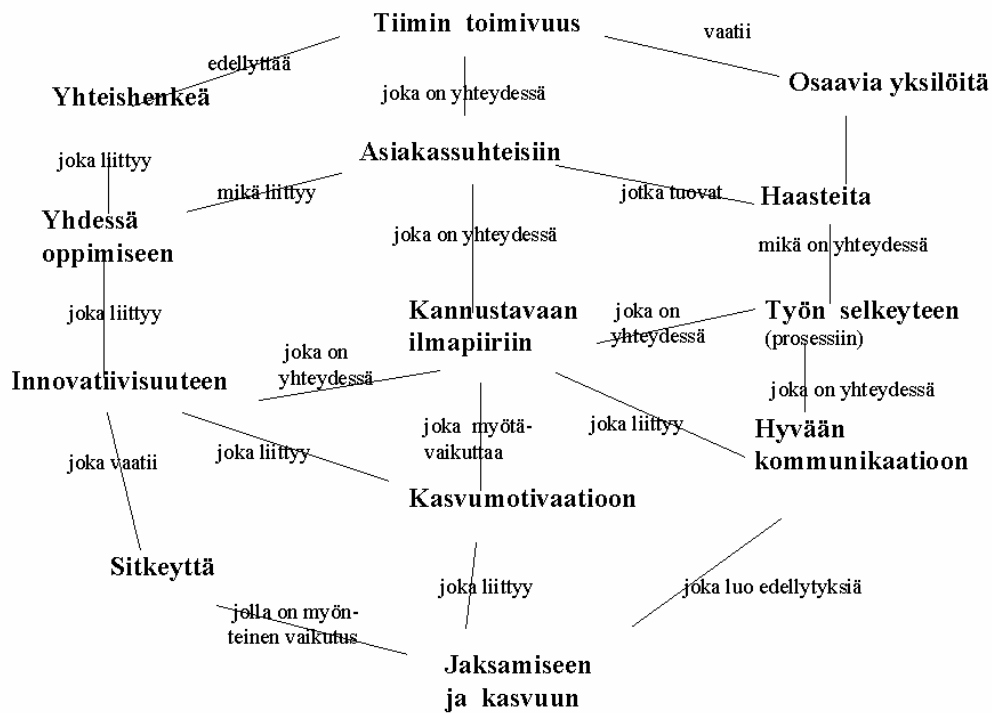 Tiimin toimivuus
vaatii
edellyttää
Yhteishenkeä
joka on yhteydessä
Osaavia yksilöitä
joka liittyy
Asiakassuhteisiin
mikä liittyy
jotka tuovat
Haasteita
Yhdessä
oppimiseen
joka on yhteydessä
mikä on yhteydessä
joka liittyy
Kannustavaan
ilmapiiriin
joka on
yhteydessä
Työn selkeyteen
(prosessiin)
joka on
yhteydessä
Innovatiivisuuteen
joka on yhteydessä
joka vaatii
joka liittyy
joka myötä-
vaikuttaa
joka liittyy
Hyvään
kommunikaatioon
Kasvumotivaatioon
Sitkeyttä
joka liittyy
joka luo edellytyksiä
jolla on myön-
teinen vaikutus
Jaksamiseen
ja kasvuun